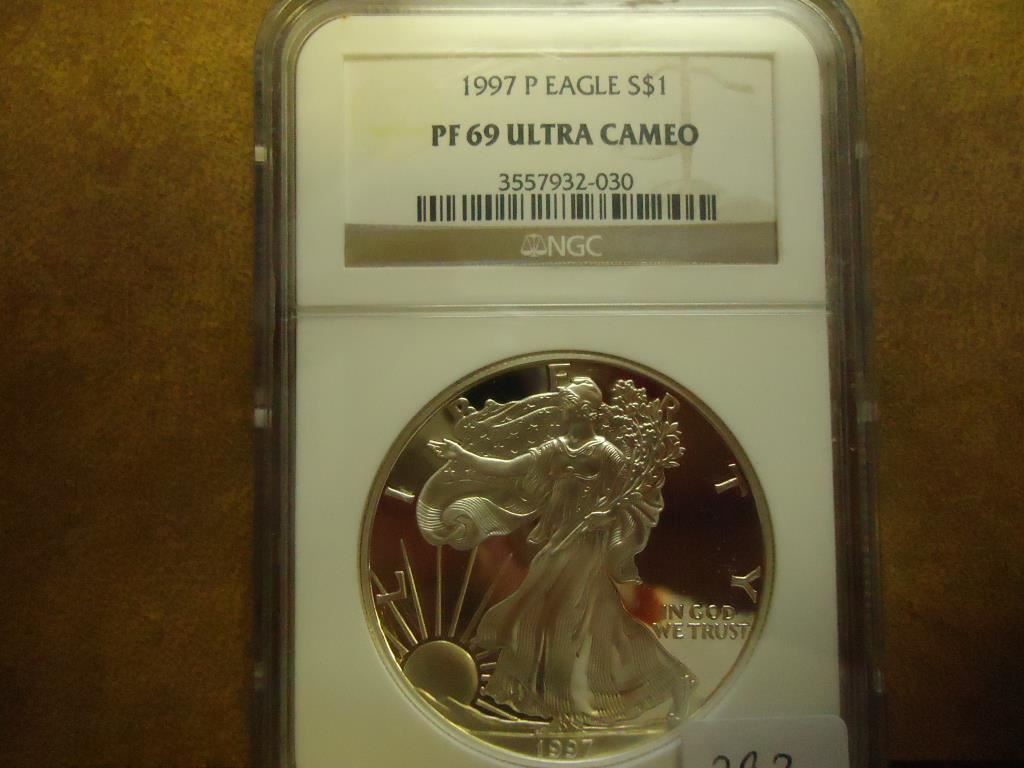 1997 P EAGLE S$1
PF 69 ULTRA CAMEO
3557932-030
NGC
LIBERTY
IN GOD
WE TRUST
1997